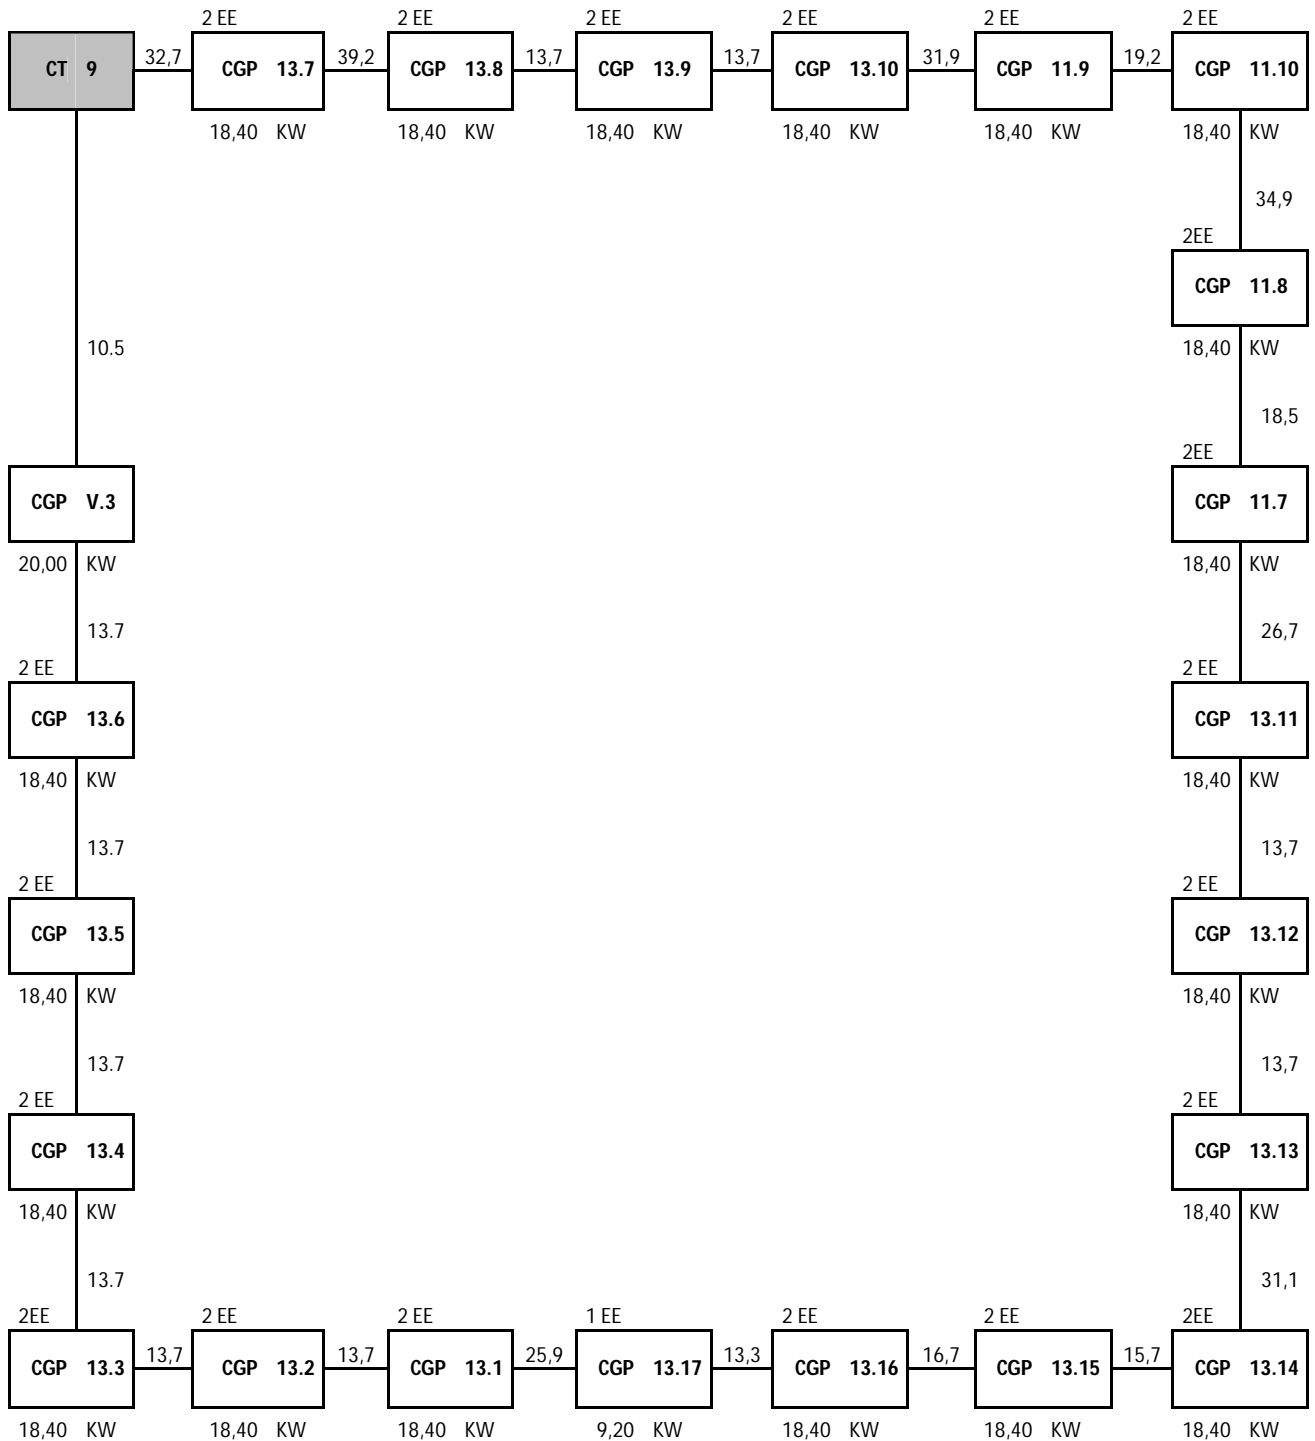 2 EE 2 EE 2 EE 2 EE 2 EE 2 EE
CT 9 32,7 CGP 13.7 39,2 CGP 13.8 13,7 CGP 13.9 13,7 CGP 13.10 31,9 CGP 11.9 19,2 CGP 11.10
18,40 KW 18,40 KW 18,40 KW 18,40 KW 18,40 KW 18,40 KW
34,9
2EE
CGP 11.8
10.5 18,40 KW
18,5
2EE
CGP V.3 CGP 11.7
20,00 KW 18,40 KW
13.7 26,7
2 EE 2 EE
CGP 13.6 CGP 13.11
18,40 KW 18,40 KW
13.7 13,7
2 EE 2 EE
CGP 13.5 CGP 13.12
18,40 KW 18,40 KW
13.7 13,7
2 EE 2 EE
CGP 13.4 CGP 13.13
18,40 KW 18,40 KW
13.7 31,1
2EE 2 EE 2 EE 1 EE 2 EE 2 EE 2EE
CGP 13.3 13,7 CGP 13.2 13,7 CGP 13.1 25,9 CGP 13.17 13,3 CGP 13.16 16,7 CGP 13.15 15,7 CGP 13.14
18,40 KW 18,40 KW 18,40 KW 9,20 KW 18,40 KW 18,40 KW 18,40 KW